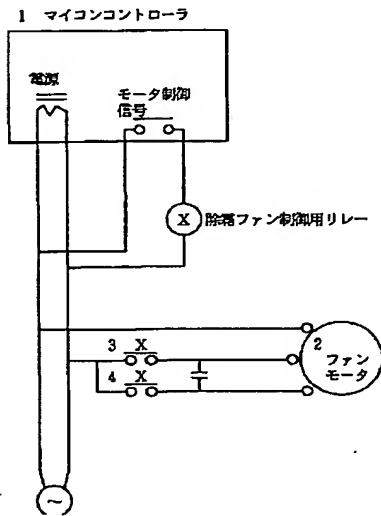 1 マイコンコントローラ
電源
モータ制御
信号
X 除霜ファン制御用リレー
3 X
4 X
2
ファン
モータ
~